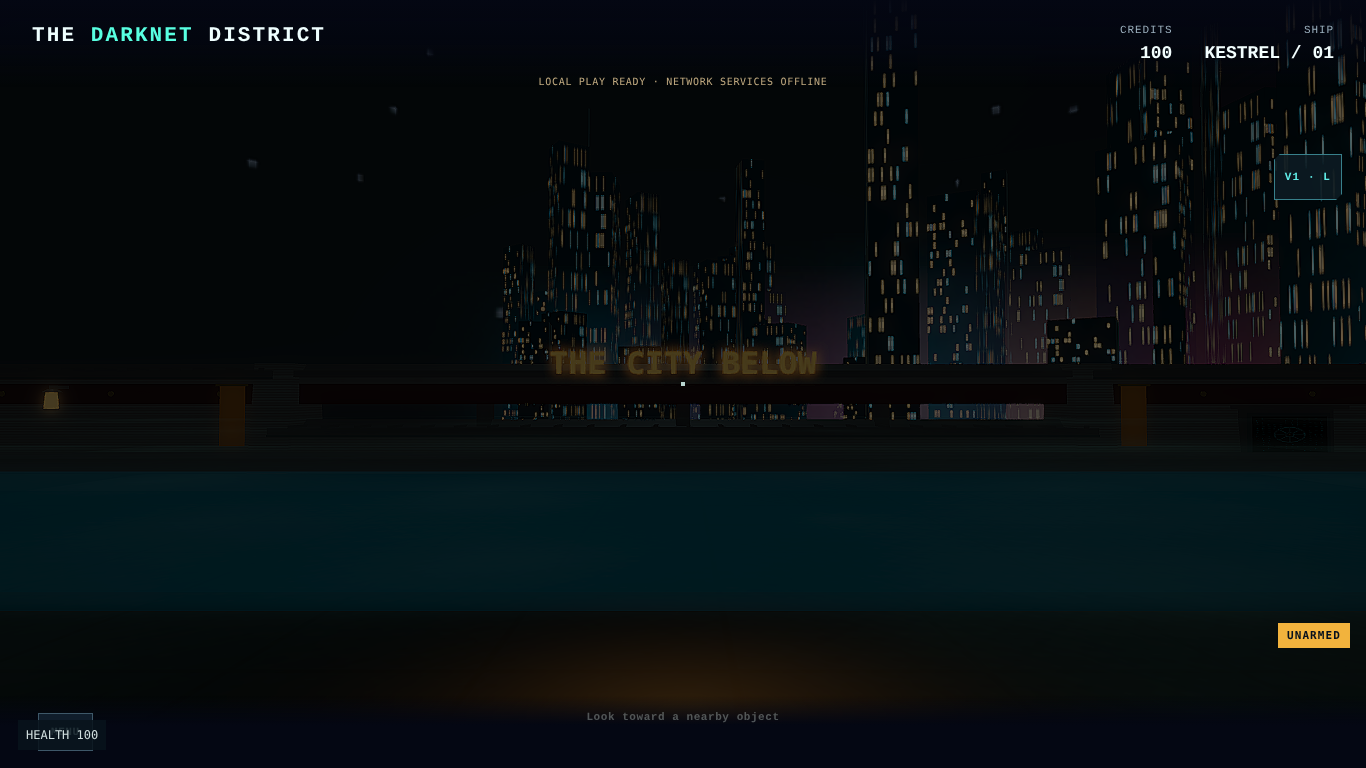 THE DARKNET DISTRICT
CREDITS
100
SHIP
KESTREL / 01
LOCAL PLAY READY · NETWORK SERVICES OFFLINE
V1 · L
THE CITY BELOW
UNARMED
Look toward a nearby object
HEALTH 100